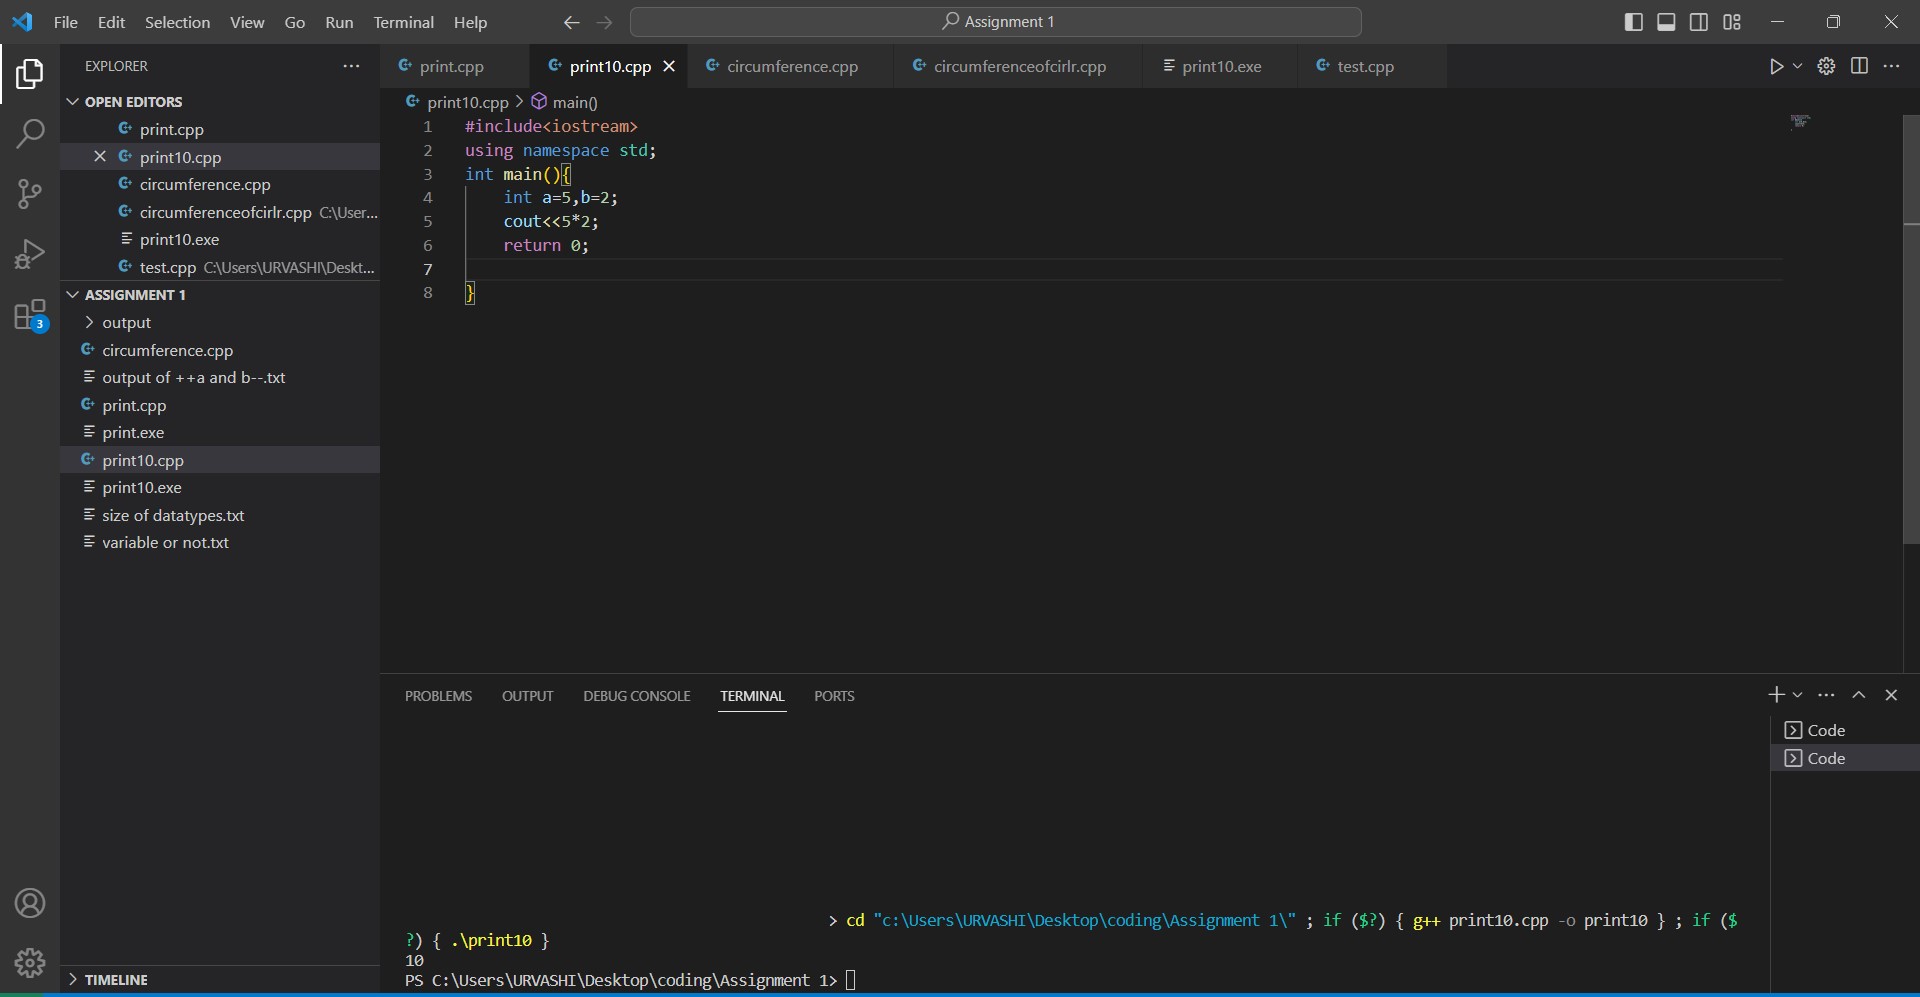 File Edit Selection View Go Run Terminal Help
Assignment 1
EXPLORER
OPEN EDITORS
print.cpp
print10.cpp
circumference.cpp
circumferenceofcirlr.cpp C:\User...
print10.exe
test.cpp C:\Users\URVASHI\Deskt...
ASSIGNMENT 1
output
circumference.cpp
output of ++a and b--.txt
print.cpp
print.exe
print10.cpp
print10.exe
size of datatypes.txt
variable or not.txt
TIMELINE
3
print.cpp print10.cpp circumference.cpp circumferenceofcirlr.cpp print10.exe test.cpp
print10.cpp > main()
1 #include<iostream>
2 using namespace std;
3 int main(){
4 int a=5,b=2;
5 cout<<5*2;
6 return 0;
7
8 }
PROBLEMS OUTPUT DEBUG CONSOLE TERMINAL PORTS
Code
Code
> cd "c:\Users\URVASHI\Desktop\coding\Assignment 1\" ; if ($?) { g++ print10.cpp -o print10 } ; if ($
?) { .\print10 }
10
PS C:\Users\URVASHI\Desktop\coding\Assignment 1>